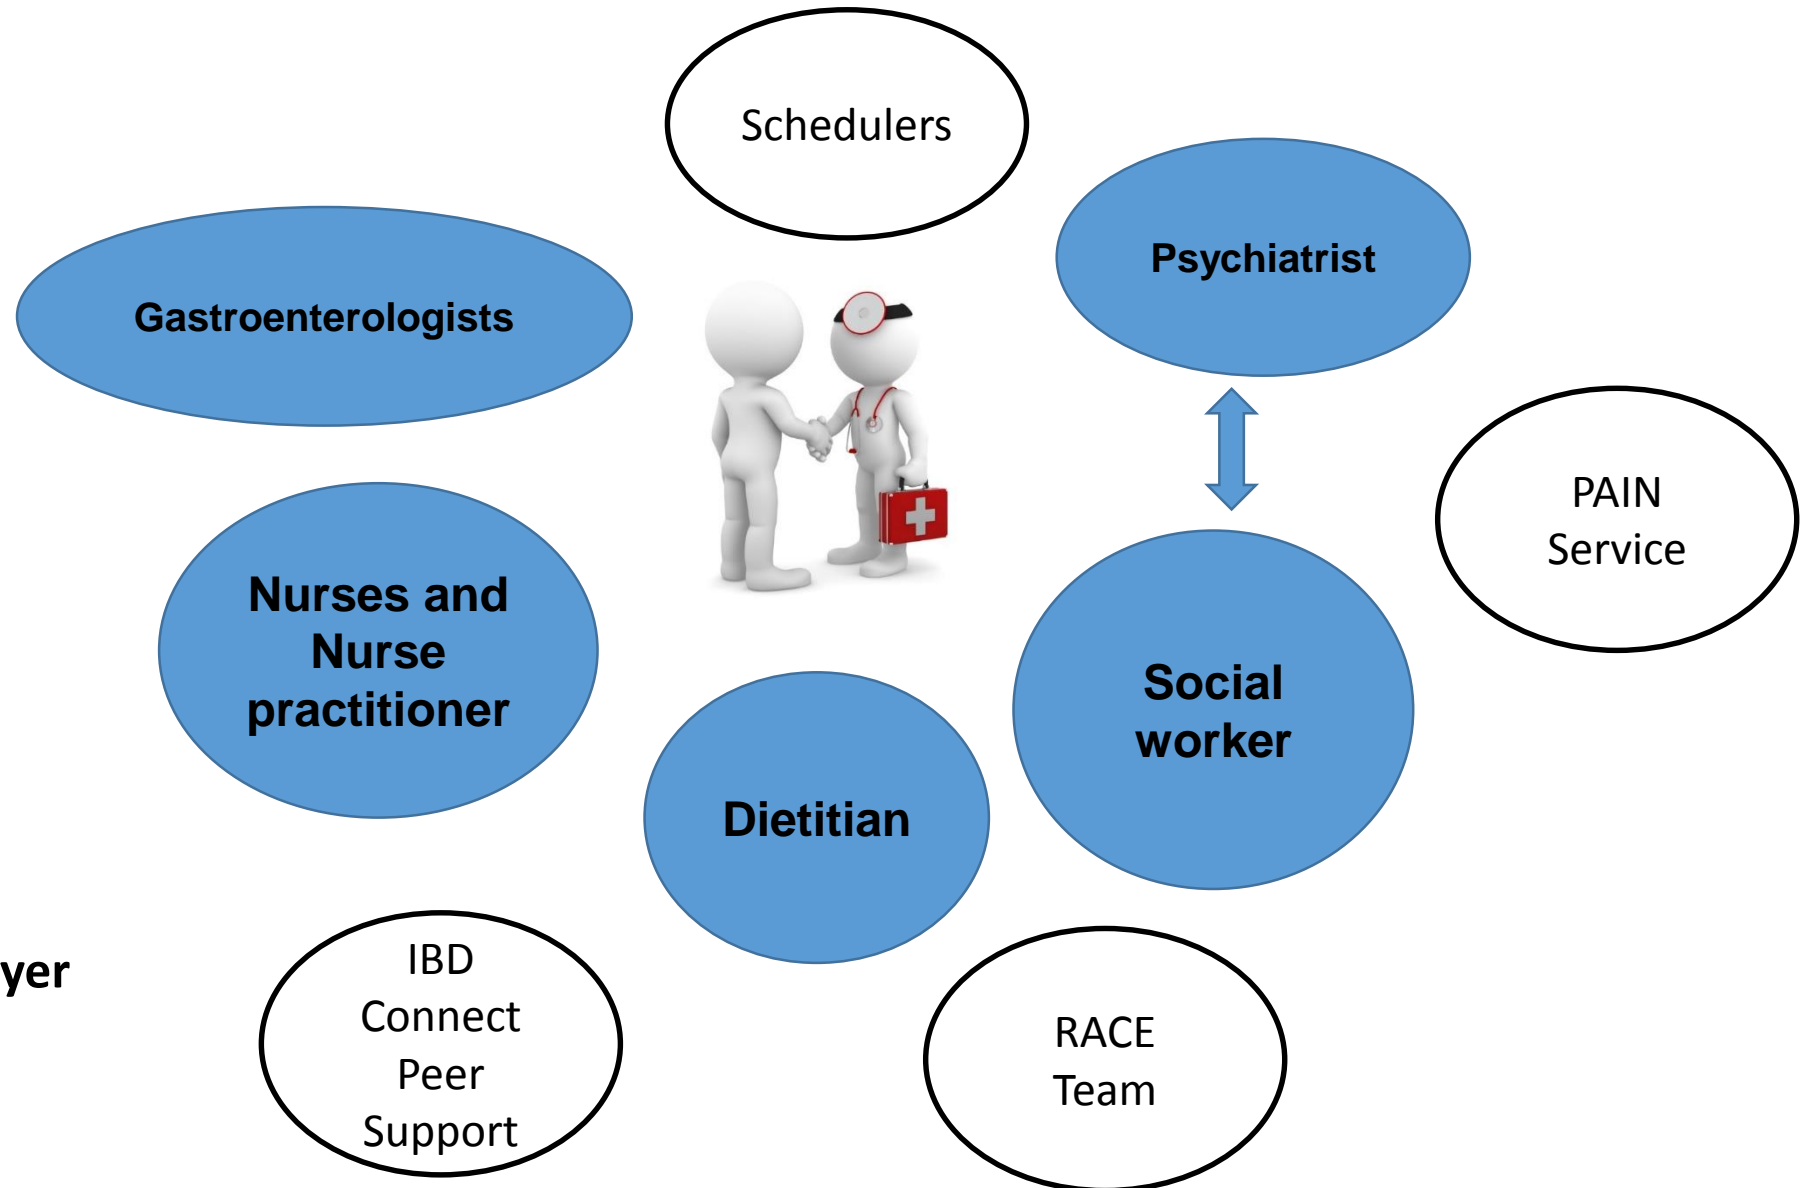 Schedulers
Psychiatrist
Gastroenterologists
PAIN
Service
Nurses and
Nurse
practitioner
Social
worker
Dietitian
yer
IBD
Connect
Peer
Support
RACE
Team